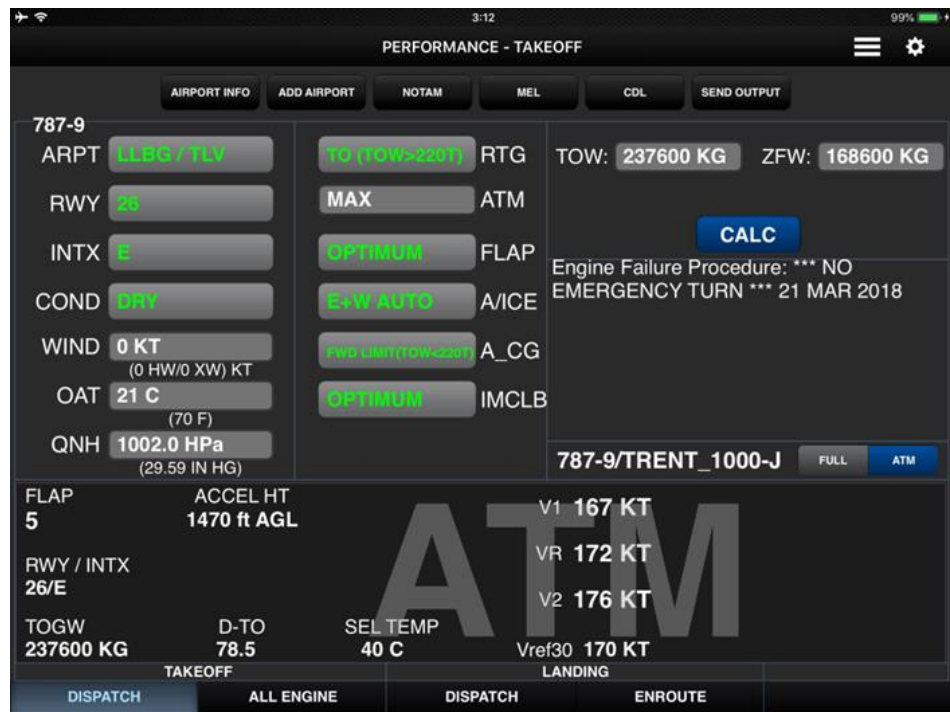 3:12
99%
PERFORMANCE - TAKEOFF
AIRPORT INFO ADD AIRPORT NOTAM MEL CDL SEND OUTPUT
787-9
ARPT LLBG / TLV TO (TOW>220T) RTG TOW: 237600 KG ZFW: 168600 KG
RWY 26 MAX ATM
CALC
INTX E OPTIMUM FLAP
Engine Failure Procedure: *** NO
EMERGENCY TURN *** 21 MAR 2018
COND DRY E+W AUTO A/ICE
WIND 0 KT FWD LIMIT(TOW<220T) A_CG
(0 HW/0 XW) KT
OAT 21 C OPTIMUM IMCLB
(70 F)
QNH 1002.0 HPa
(29.59 IN HG)
787-9/TRENT_1000-J FULL ATM
FLAP ACCEL HT
5 1470 ft AGL
V1 167 KT
ATM
VR 172 KT
RWY / INTX
26/E
V2 176 KT
TOGW D-TO SEL TEMP
237600 KG 78.5 40 C Vref30 170 KT
TAKEOFF LANDING
DISPATCH ALL ENGINE DISPATCH ENROUTE